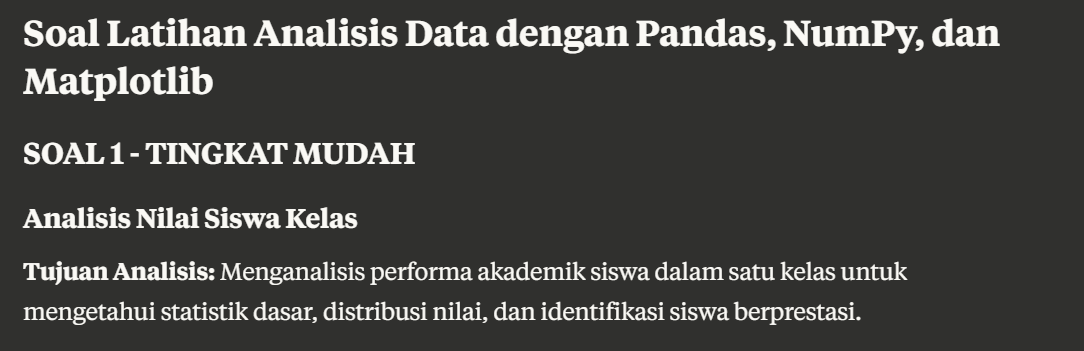 Soal Latihan Analisis Data dengan Pandas, NumPy, dan
Matplotlib
SOAL 1 - TINGKAT MUDAH
Analisis Nilai Siswa Kelas
Tujuan Analisis: Menganalisis performa akademik siswa dalam satu kelas untuk
mengetahui statistik dasar, distribusi nilai, dan identifikasi siswa berprestasi.